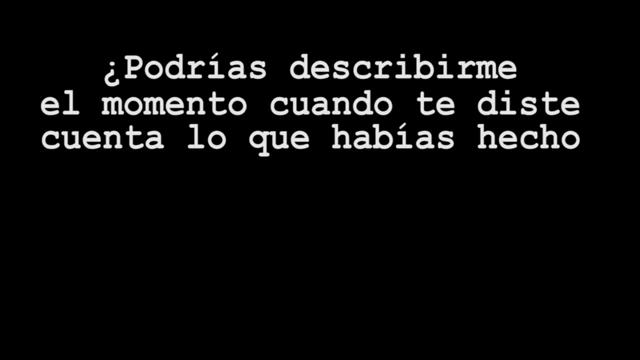 ¿Podrías describirme
el momento cuando te diste
cuenta lo que habías hecho